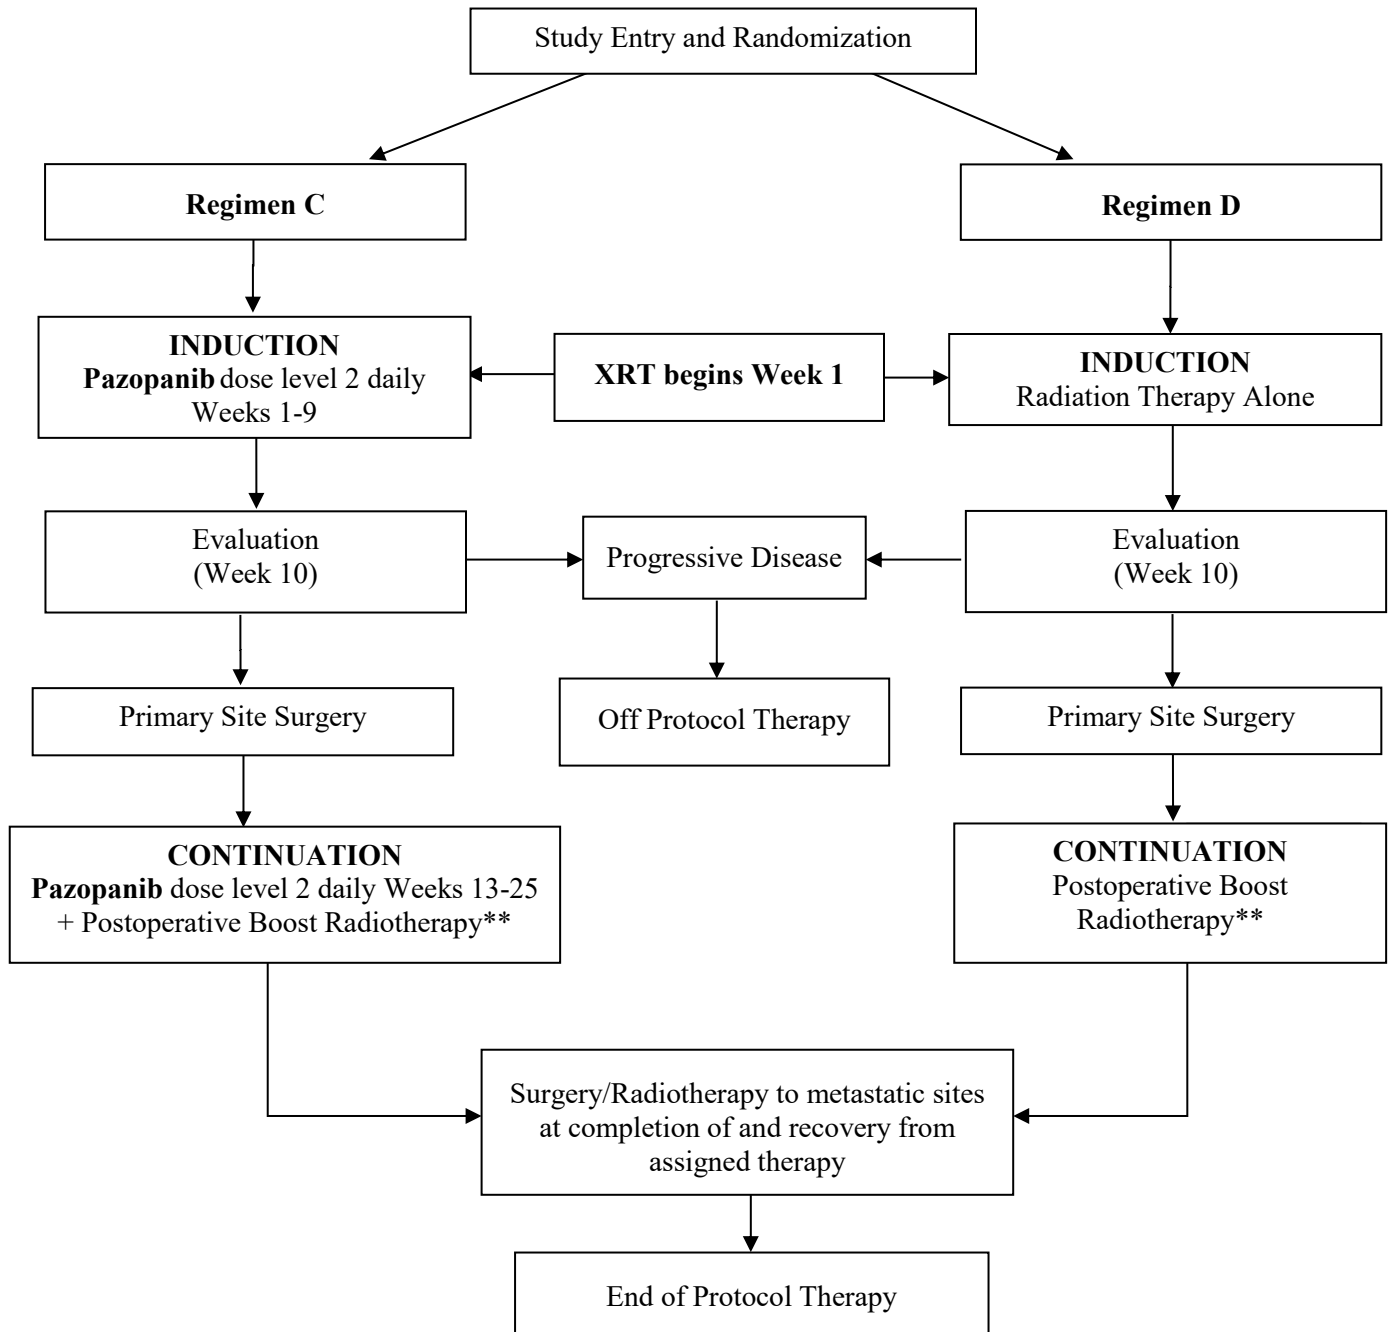 Study Entry and Randomization
Regimen C
Regimen D
INDUCTION
Pazopanib dose level 2 daily
Weeks 1-9
XRT begins Week 1
INDUCTION
Radiation Therapy Alone
Evaluation
(Week 10)
Progressive Disease
Evaluation
(Week 10)
Primary Site Surgery
Off Protocol Therapy
Primary Site Surgery
CONTINUATION
Pazopanib dose level 2 daily Weeks 13-25
+ Postoperative Boost Radiotherapy**
CONTINUATION
Postoperative Boost
Radiotherapy**
Surgery/Radiotherapy to metastatic sites
at completion of and recovery from
assigned therapy
End of Protocol Therapy